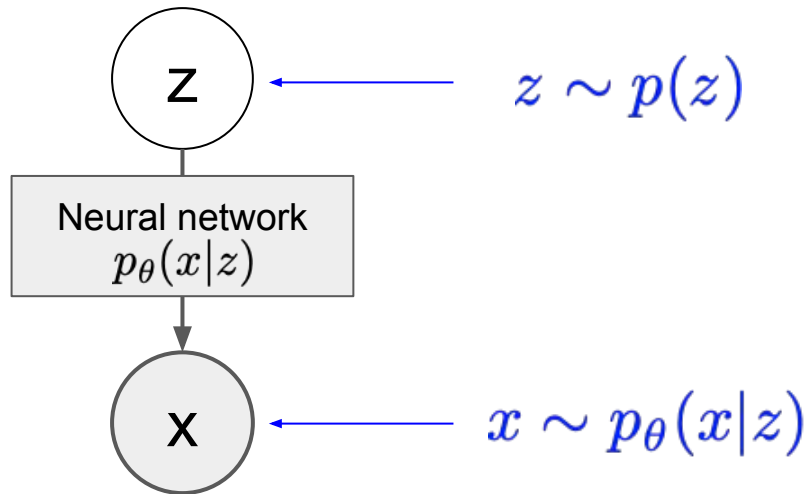 z
z ∼ p(z)
Neural network
pθ(x|z)
x
x ∼ pθ(x|z)